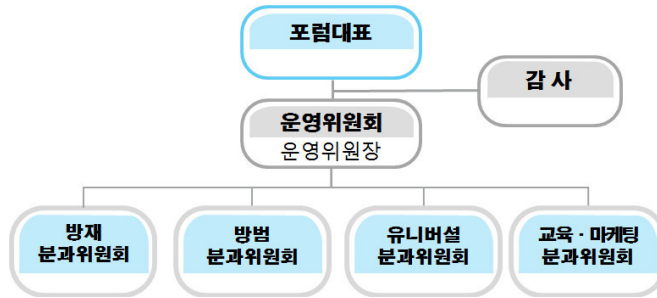 포럼대표
감 사
운영위원회
운영위원장
방재
분과위원회
방범
분과위원회
유니버설
분과위원회
교육 · 마케팅
분과위원회